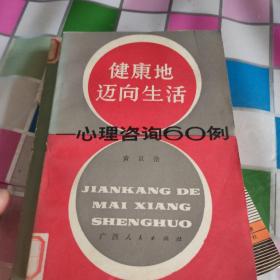 健康地
迈向生活
—心理咨询60例
JIANKANG DE
MAI XIANG
SHENGHUO
广西人民出版社